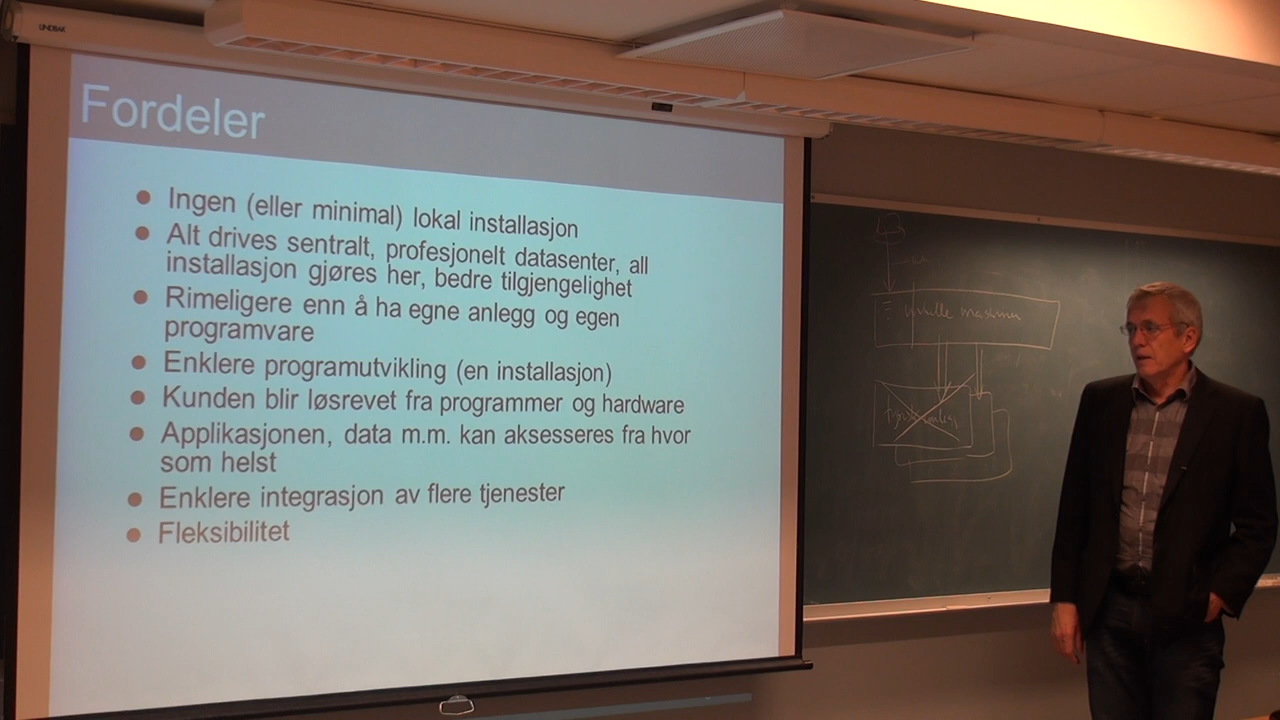 LINDBAK
Fordeler
Ingen (eller minimal) lokal installasjon
Alt drives sentralt, profesjonelt datasenter, all
installasjon gjøres her, bedre tilgjengelighet
Rimeligere enn å ha egne anlegg og egen
programvare
Enklere programutvikling (en installasjon)
Kunden blir løsrevet fra programmer og hardware
Applikasjonen, data m.m. kan aksesseres fra hvor
som helst
Enklere integrasjon av flere tjenester
Fleksibilitet